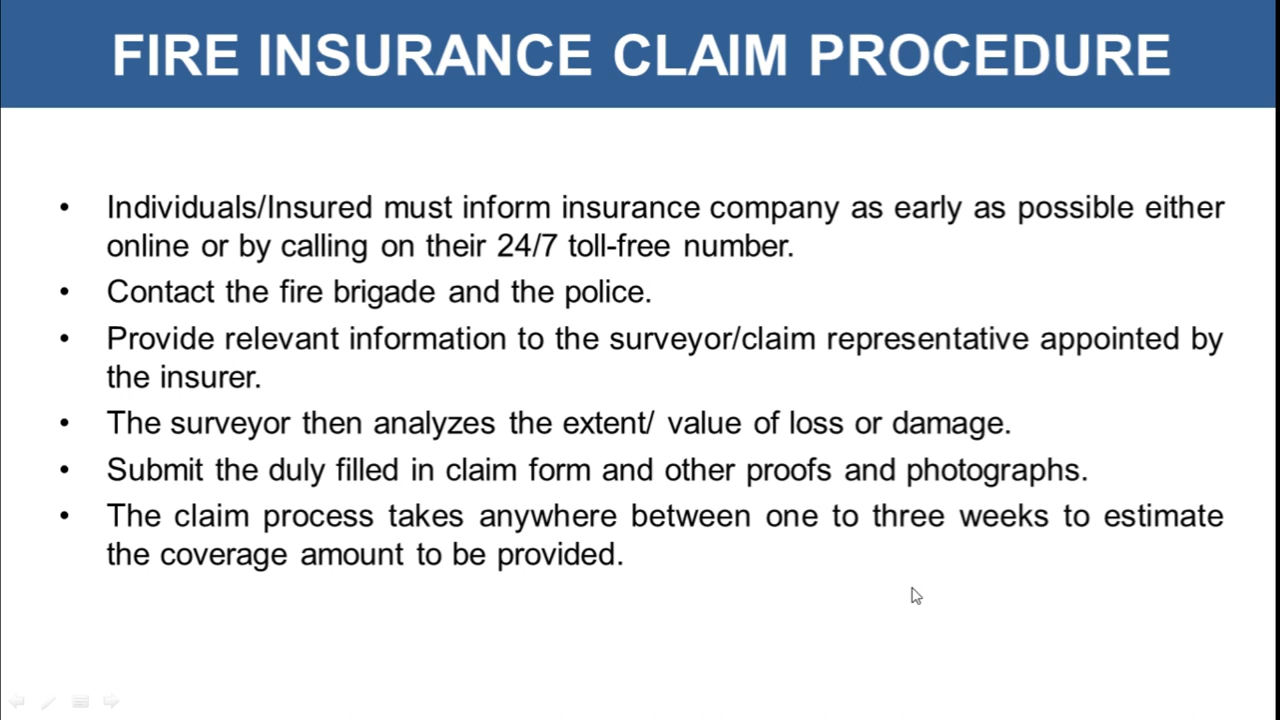 FIRE INSURANCE CLAIM PROCEDURE
• Individuals/Insured must inform insurance company as early as possible either
online or by calling on their 24/7 toll-free number.
• Contact the fire brigade and the police.
• Provide relevant information to the surveyor/claim representative appointed by
the insurer.
• The surveyor then analyzes the extent/ value of loss or damage.
• Submit the duly filled in claim form and other proofs and photographs.
• The claim process takes anywhere between one to three weeks to estimate
the coverage amount to be provided.